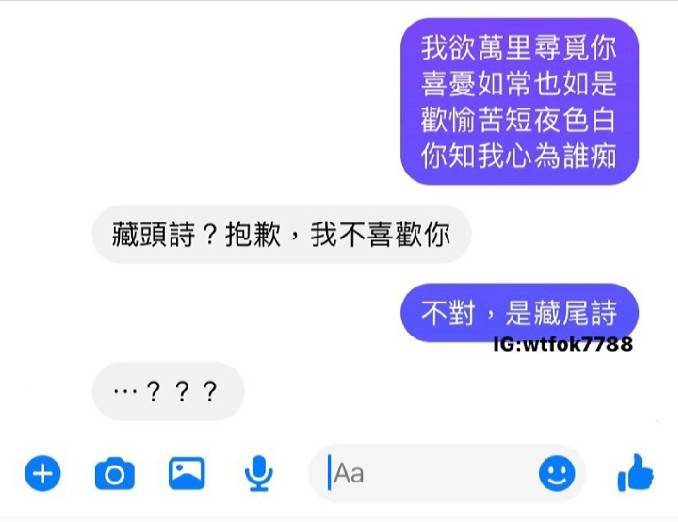 我欲萬里尋覓你
喜憂如常也如是
歡愉苦短夜色白
你知我心為誰痴
藏頭詩？抱歉，我不喜歡你
不對，是藏尾詩
IG:wtfok7788
…？？？
Aa